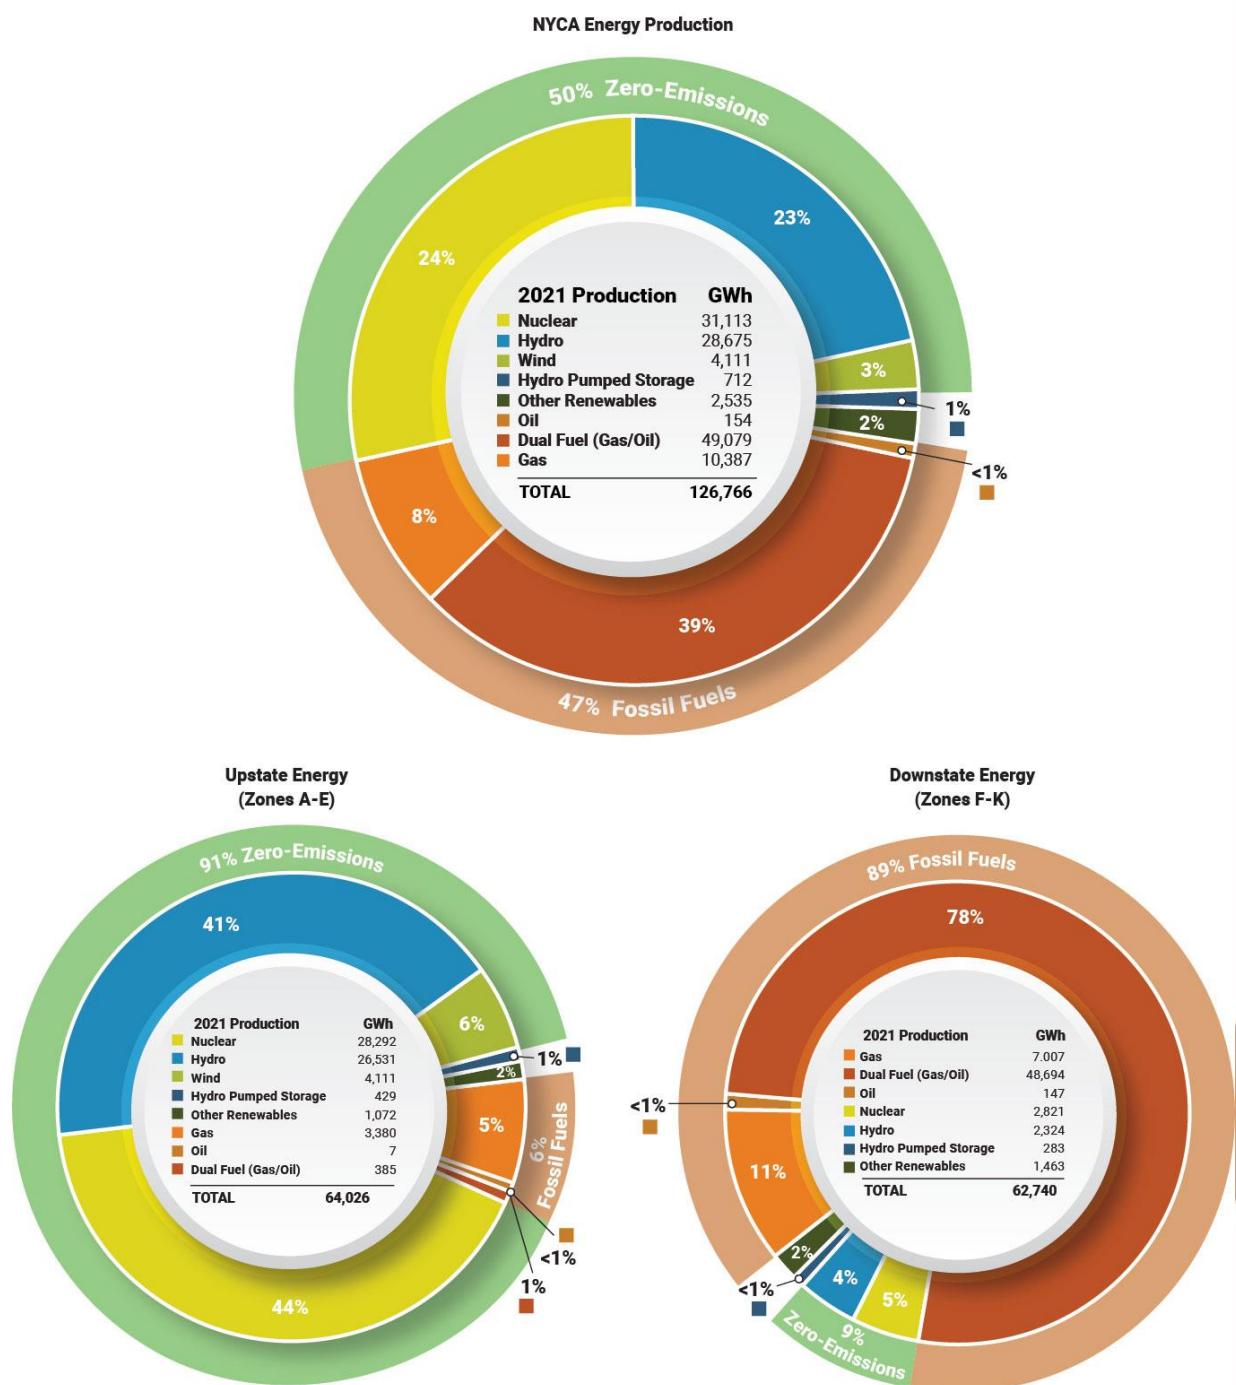 NYCA Energy Production
50% Zero-Emissions
24%
23%
3%
1%
2%
<1%
39%
8%
47% Fossil Fuels
2021 Production GWh
Nuclear 31,113
Hydro 28,675
Wind 4,111
Hydro Pumped Storage 712
Other Renewables 2,535
Oil 154
Dual Fuel (Gas/Oil) 49,079
Gas 10,387
TOTAL 126,766
Upstate Energy
(Zones A-E)
91% Zero-Emissions
41%
6%
1%
2%
5%
6%
Fossil Fuels
<1%
1%
44%
2021 Production GWh
Nuclear 28,292
Hydro 26,531
Wind 4,111
Hydro Pumped Storage 429
Other Renewables 1,072
Gas 3,380
Oil 7
Dual Fuel (Gas/Oil) 385
TOTAL 64,026
Downstate Energy
(Zones F-K)
89% Fossil Fuels
78%
<1%
11%
2%
<1%
4%
5%
9%
Zero-Emissions
2021 Production GWh
Gas 7.007
Dual Fuel (Gas/Oil) 48,694
Oil 147
Nuclear 2,821
Hydro 2,324
Hydro Pumped Storage 283
Other Renewables 1,463
TOTAL 62,740